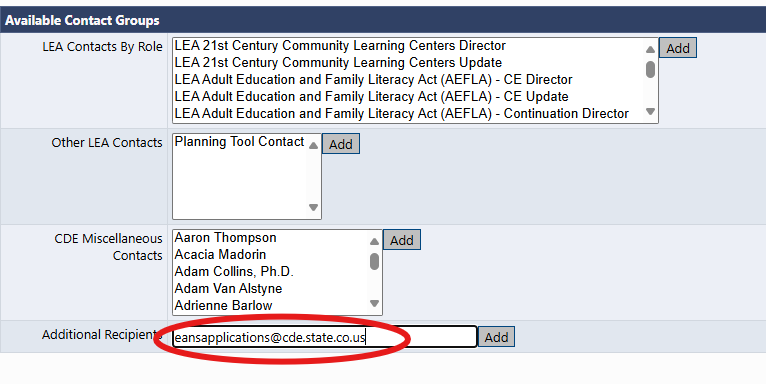 Available Contact Groups
LEA Contacts By Role
LEA 21st Century Community Learning Centers Director
LEA 21st Century Community Learning Centers Update
LEA Adult Education and Family Literacy Act (AEFLA) - CE Director
LEA Adult Education and Family Literacy Act (AEFLA) - CE Update
LEA Adult Education and Family Literacy Act (AEFLA) - Continuation Director
Add
Other LEA Contacts
Planning Tool Contact
Add
CDE Miscellaneous
Contacts
Aaron Thompson
Acacia Madorin
Adam Collins, Ph.D.
Adam Van Alstyne
Adrienne Barlow
Add
Additional Recipients
eansapplications@cde.state.co.us
Add